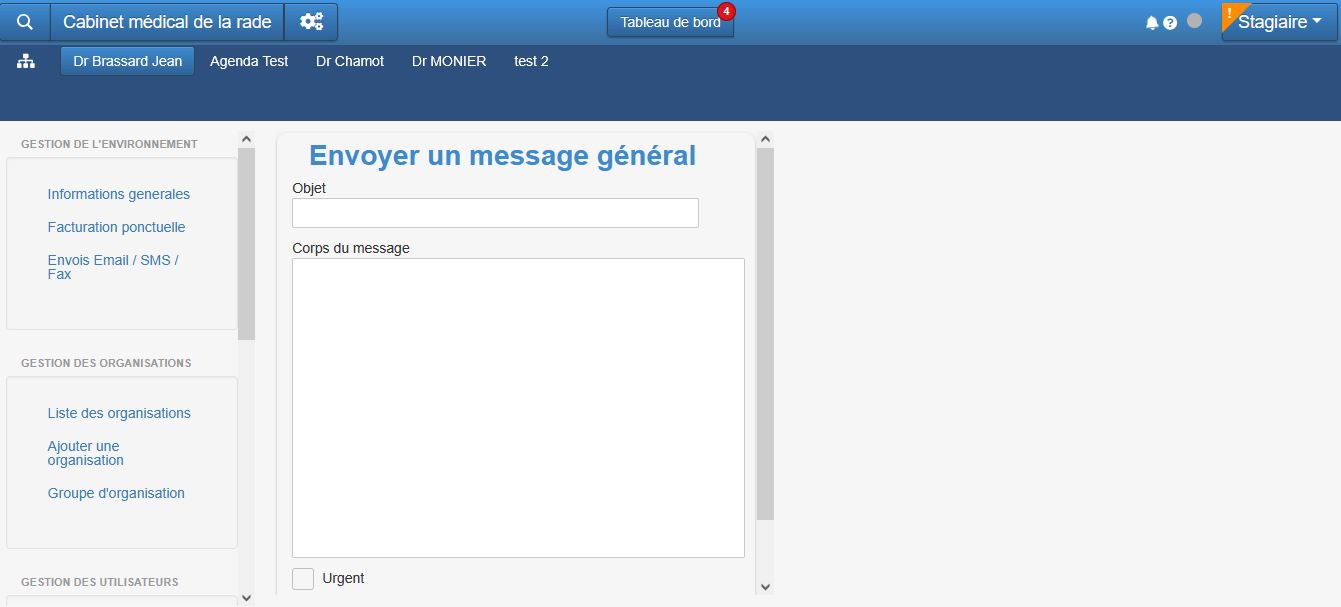 Cabinet médical de la rade
Tableau de bord
4
?
!
Stagiaire
Dr Brassard Jean
Agenda Test
Dr Chamot
Dr MONIER
test 2
GESTION DE L'ENVIRONNEMENT
Informations generales
Facturation ponctuelle
Envois Email / SMS /
Fax
GESTION DES ORGANISATIONS
Liste des organisations
Ajouter une
organisation
Groupe d'organisation
GESTION DES UTILISATEURS
Envoyer un message général
Objet
Corps du message
Urgent